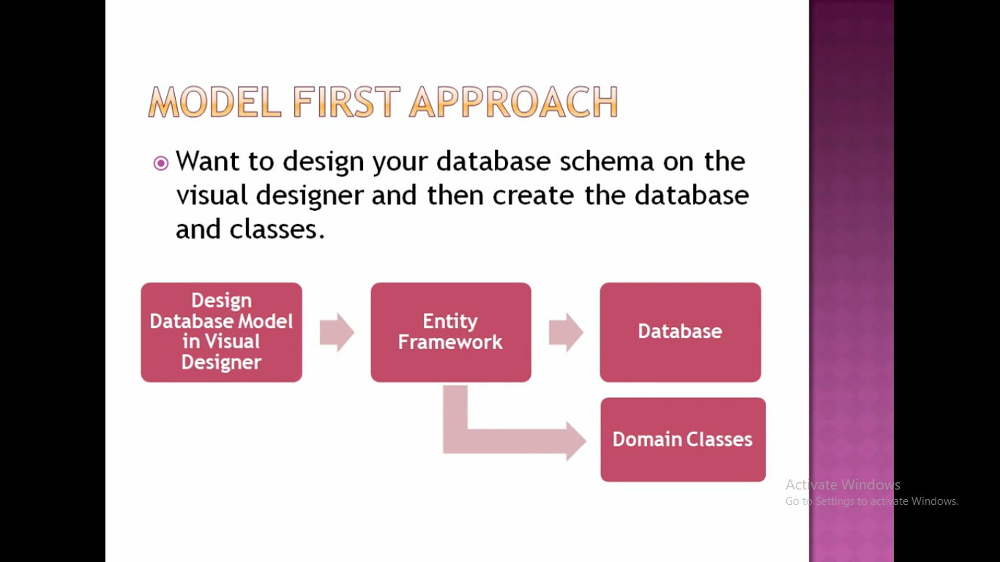 MODEL FIRST APPROACH
Want to design your database schema on the
visual designer and then create the database
and classes.
Design
Database Model
in Visual
Designer
Entity
Framework
Database
Domain Classes
Activate Windows
Go to Settings to activate Windows.